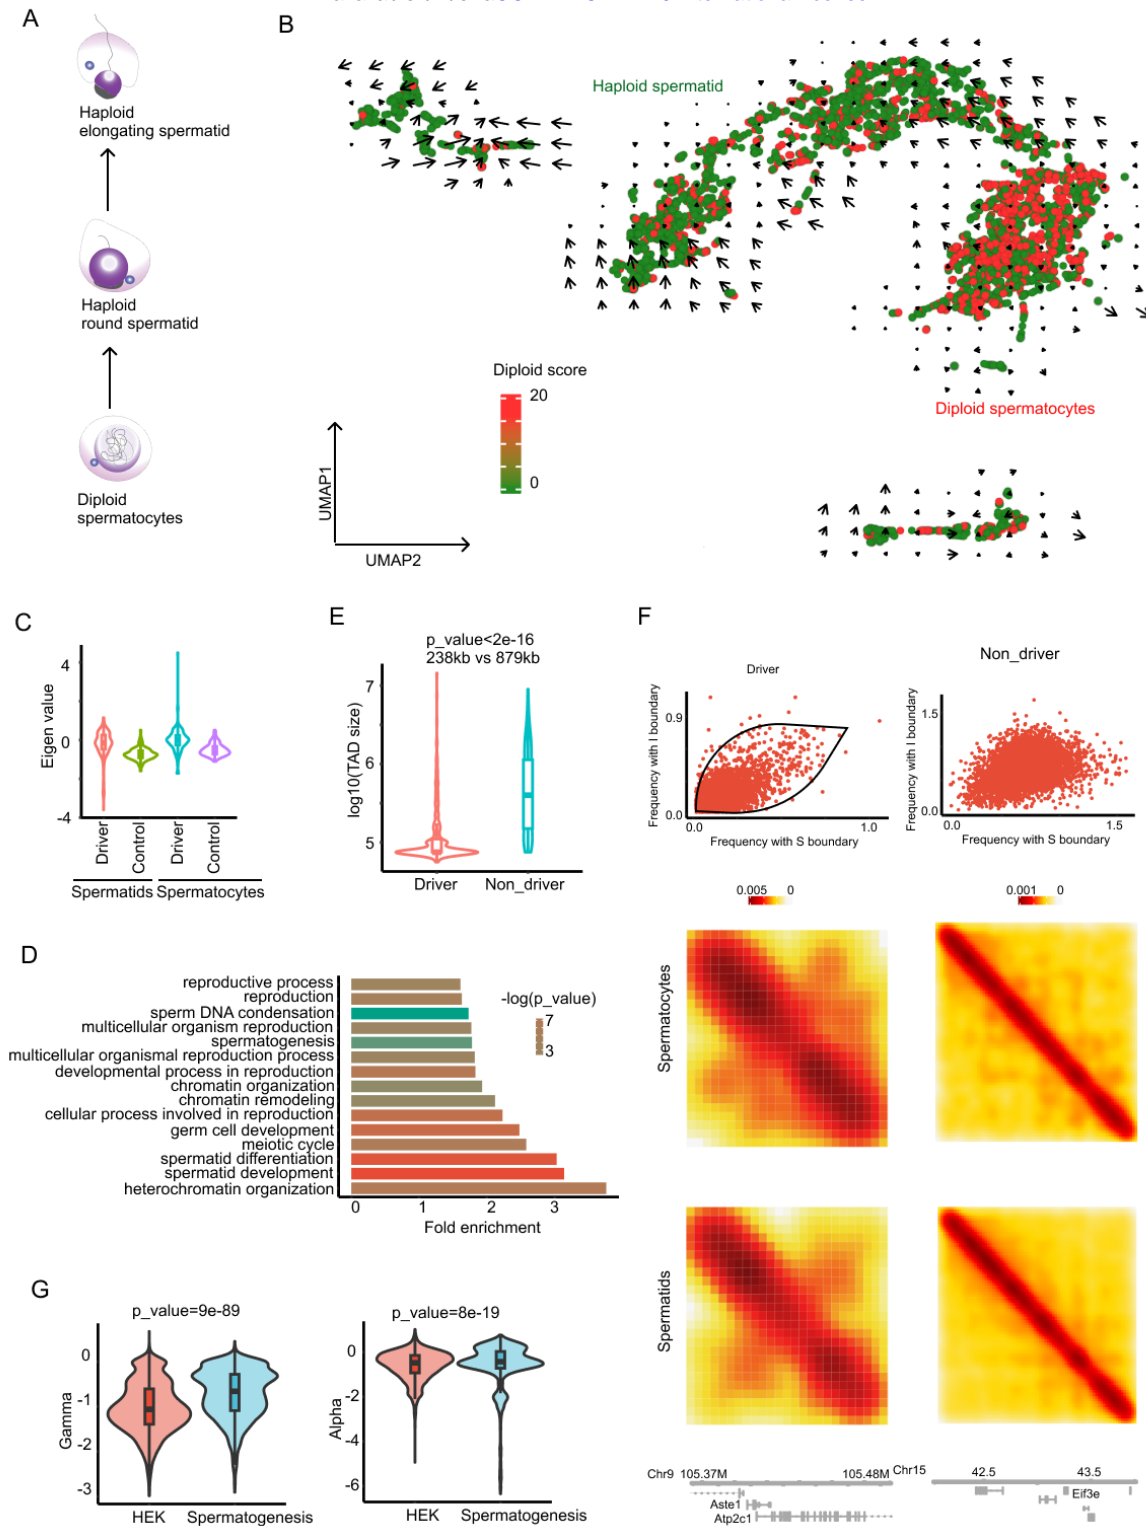 A
B
Haploid
elongating spermatid
Haploid
round spermatid
Diploid
spermatocytes
Haploid spermatid
Diploid score
20
0
Diploid spermatocytes
UMAP1
UMAP2
C
Eigen value
4
0
-4
Driver
Control
Driver
Control
Spermatids
Spermatocytes
E
p_value<2e-16
238kb vs 879kb
log10(TAD size)
7
6
5
Driver
Non_driver
F
Driver
Frequency with I boundary
0.9
0.0
0.0
1.0
Frequency with S boundary
Non_driver
Frequency with I boundary
1.5
0.0
0.0
1.5
Frequency with S boundary
0.005
0
0.001
0
Spermatocytes
Spermatids
Chr9
105.37M
105.48M
Aste1
Atp2c1
Chr15
42.5
43.5
Eif3e
D
reproductive process
reproduction
sperm DNA condensation
multicellular organism reproduction
spermatogenesis
multicellular organismal reproduction process
developmental process in reproduction
chromatin organization
chromatin remodeling
cellular process involved in reproduction
germ cell development
meiotic cycle
spermatid differentiation
spermatid development
heterochromatin organization
-log(p_value)
7
3
0
1
2
3
Fold enrichment
G
p_value=9e-89
Gamma
0
-1
-2
-3
HEK
Spermatogenesis
p_value=8e-19
Alpha
0
-2
-4
-6
HEK
Spermatogenesis